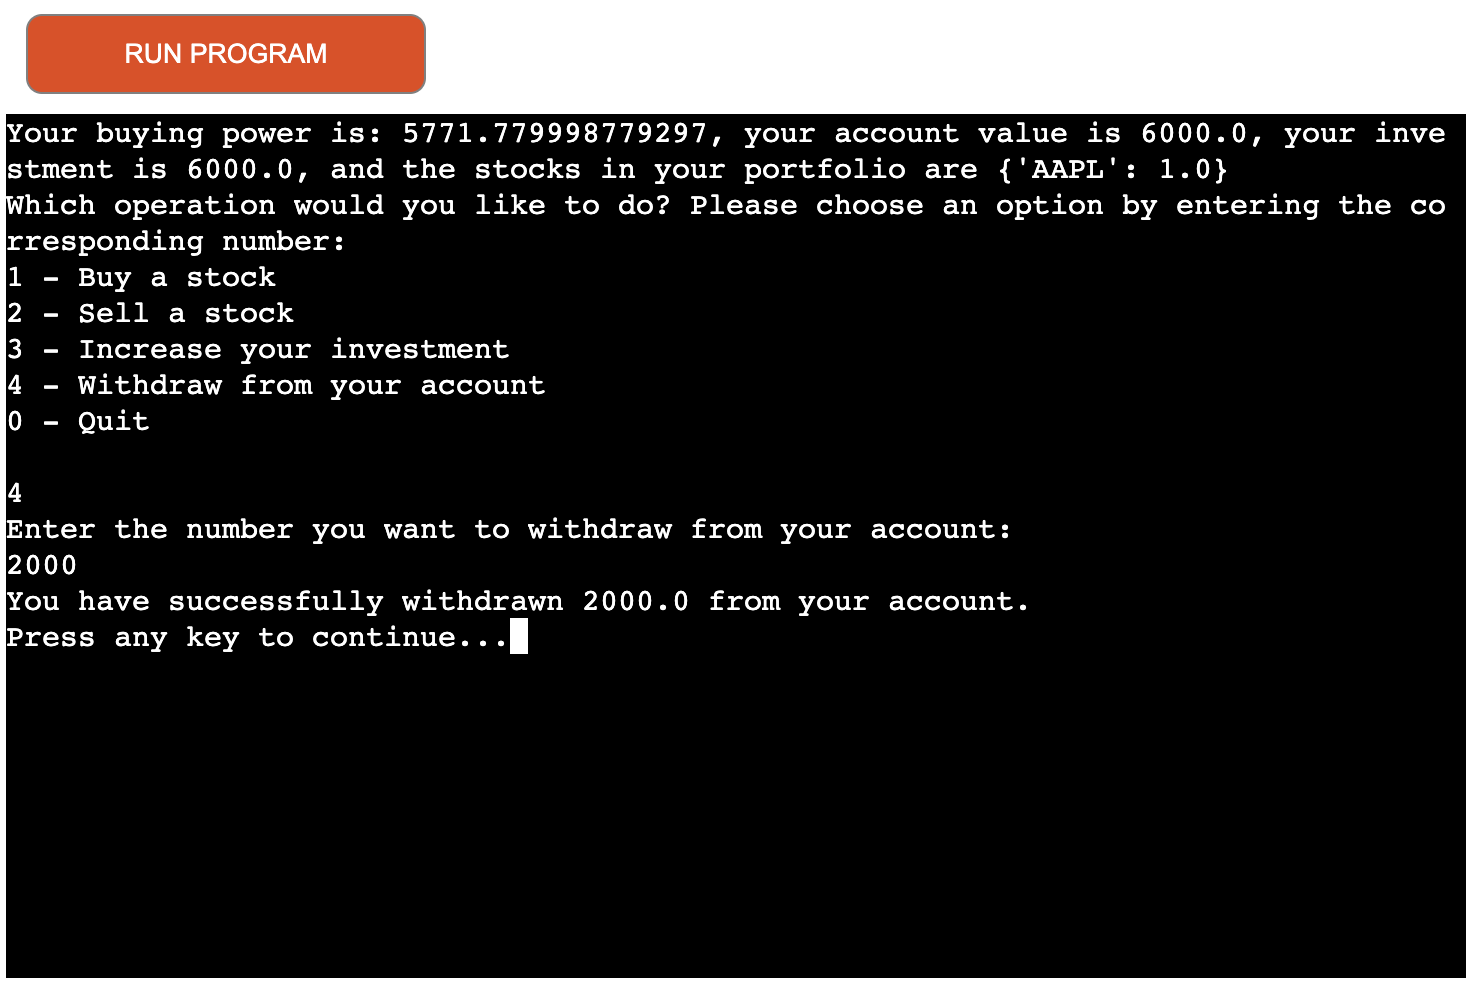 RUN PROGRAM
Your buying power is: 5771.779998779297, your account value is 6000.0, your inve
stment is 6000.0, and the stocks in your portfolio are {'AAPL': 1.0}
Which operation would you like to do? Please choose an option by entering the co
rresponding number:
1 - Buy a stock
2 - Sell a stock
3 - Increase your investment
4 - Withdraw from your account
0 - Quit
4
Enter the number you want to withdraw from your account:
2000
You have successfully withdrawn 2000.0 from your account.
Press any key to continue...